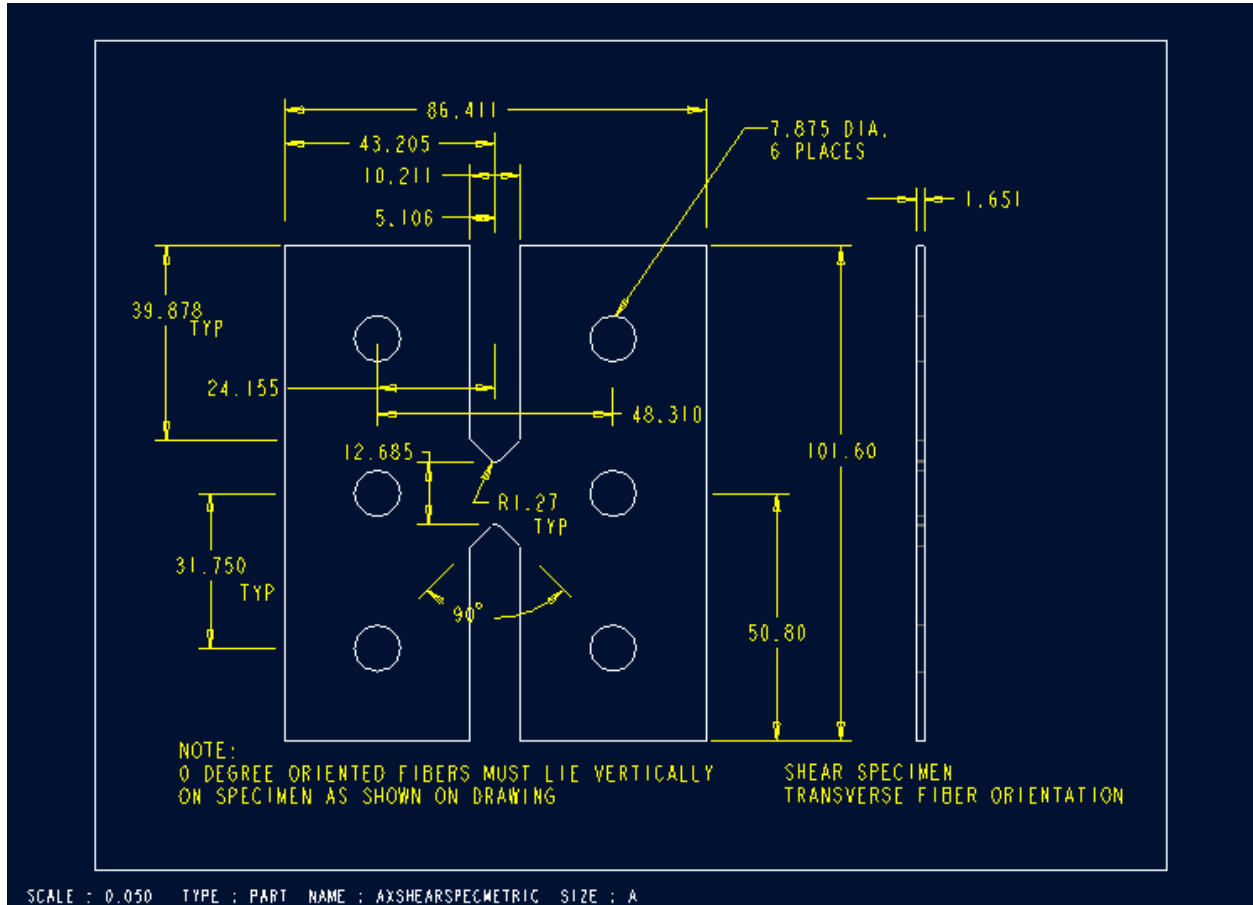 86.411
43.205
10.211
5.106
7.875 DIA.
6 PLACES
1.651
39.878
TYP
24.155
48.310
12.685
101.60
R1.27
TYP
31.750
TYP
90°
50.80
NOTE:
0 DEGREE ORIENTED FIBERS MUST LIE VERTICALLY
ON SPECIMEN AS SHOWN ON DRAWING
SHEAR SPECIMEN
TRANSVERSE FIBER ORIENTATION
SCALE : 0.050 TYPE : PART NAME : AXSHEARSPECMETRIC SIZE : A